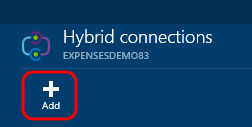 Hybrid connections
EXPENSESDEMO83
Add